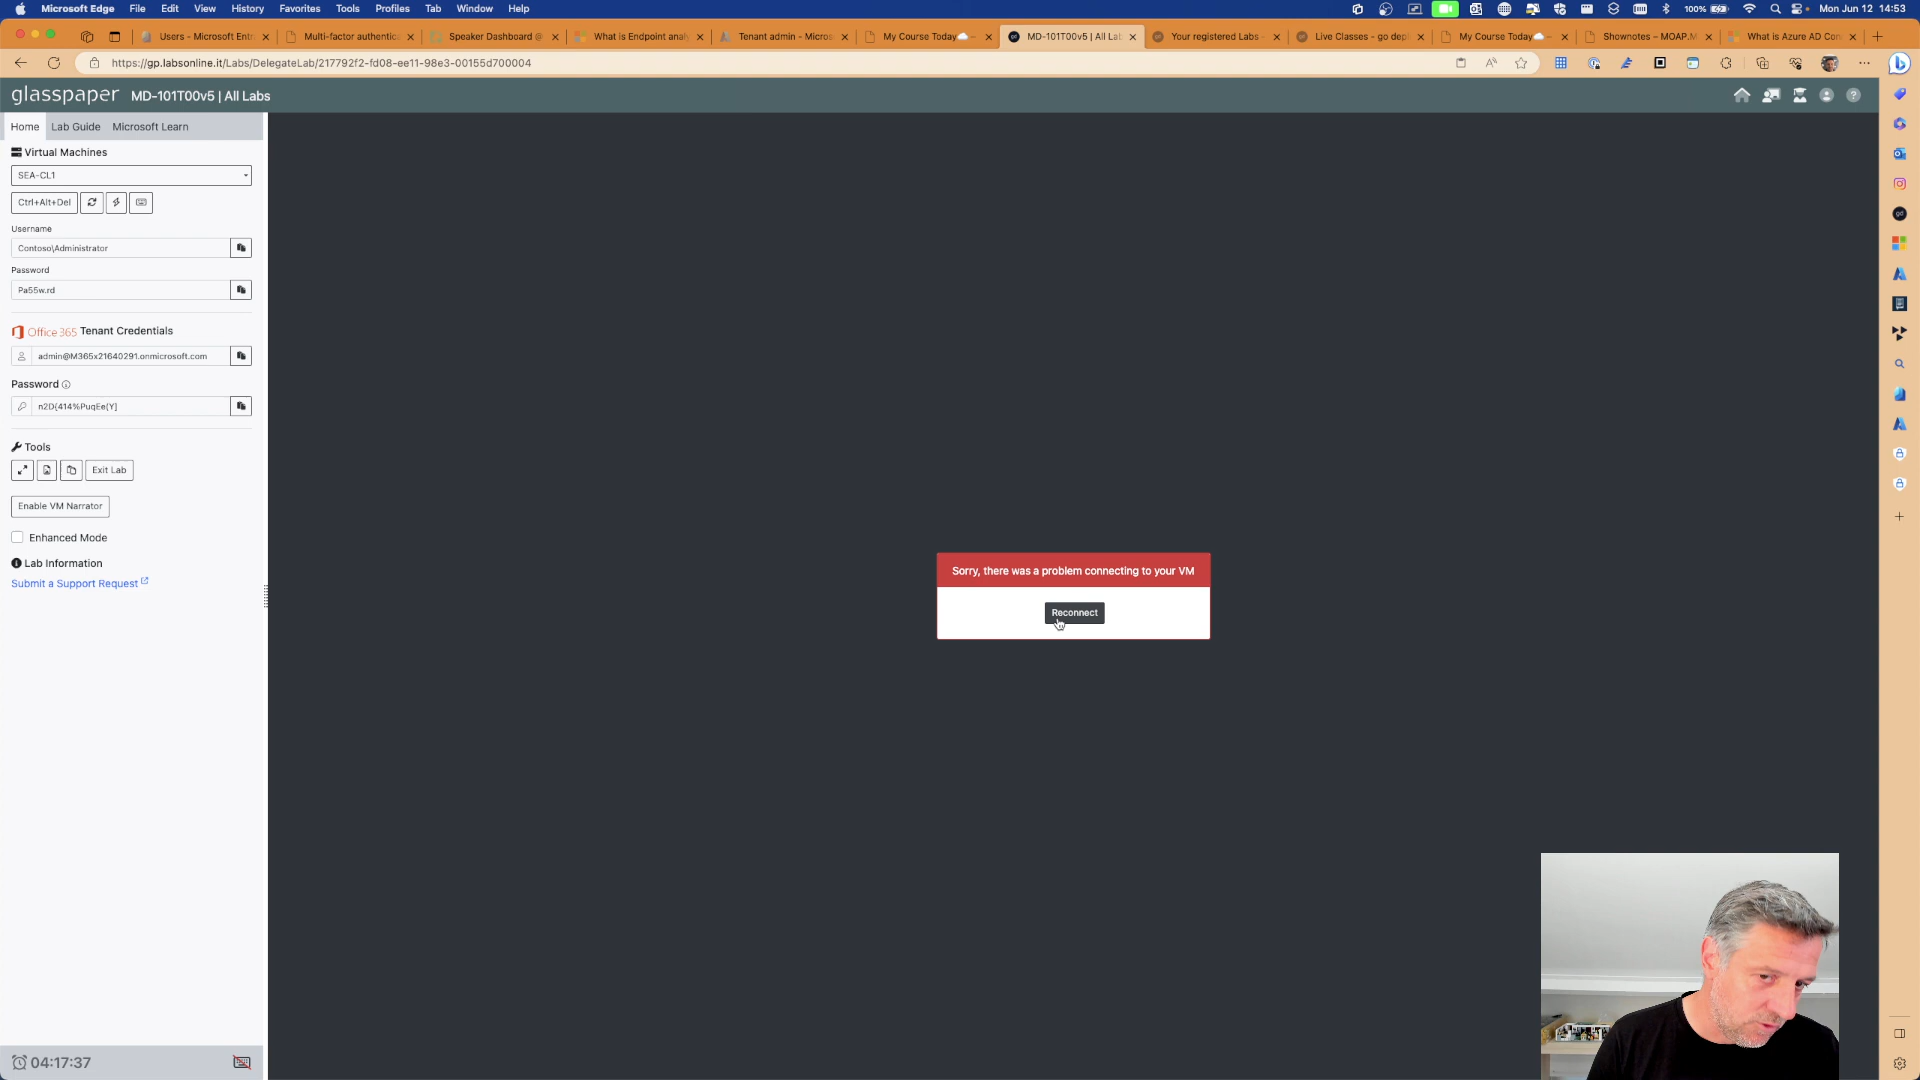 Microsoft Edge File Edit View History Favorites Tools Profiles Tab Window Help 100% Mon Jun 12 14:53
Users - Microsoft Ent Multi-factor authentic Speaker Dashboard @ What is Endpoint anal Tenant admin - Micros My Course Today MD-101T00v5 | All La Your registered Labs - Live Classes - go dep My Course Today Shownotes – MOAP.M What is Azure AD Con
https://gp.labsonline.it/Labs/DelegateLab/217792f2-fd08-ee11-98e3-00155d700004
glasspaper MD-101T00v5 | All Labs
Home Lab Guide Microsoft Learn
Virtual Machines
SEA-CL1
Ctrl+Alt+Del
Username
Contoso\Administrator
Password
Pa55w.rd
Office 365 Tenant Credentials
admin@M365x21640291.onmicrosoft.com
Password
n2D{414%PuqEe(Y]
Tools
Exit Lab
Enable VM Narrator
Enhanced Mode
Lab Information
Submit a Support Request
Sorry, there was a problem connecting to your VM
Reconnect
04:17:37